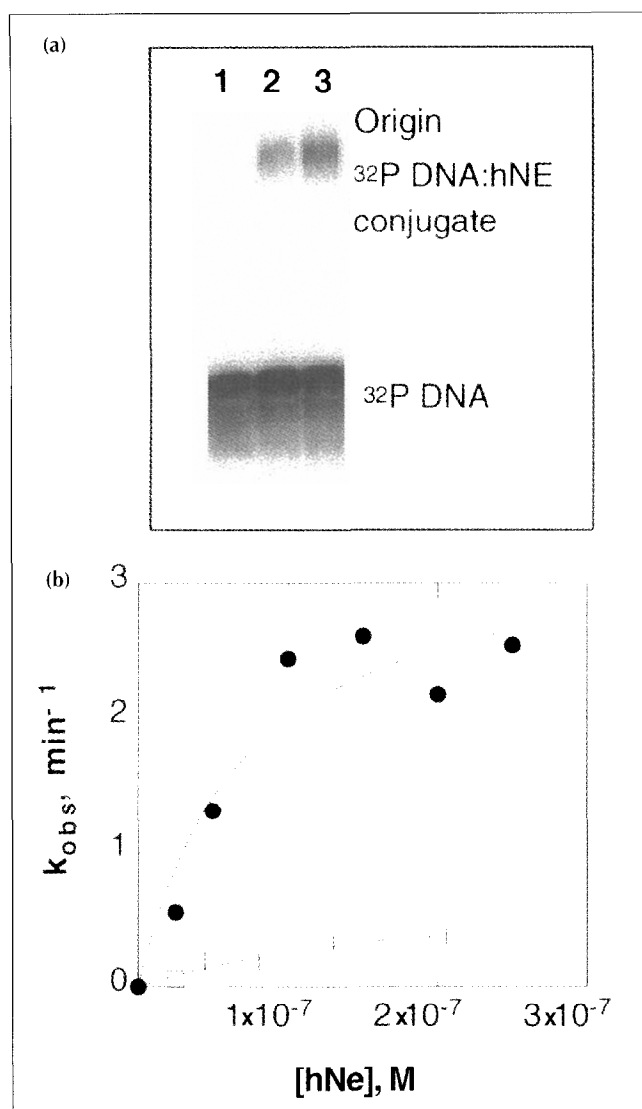 (a)
1 2 3
Origin
³²P DNA:hNE
conjugate
³²P DNA
(b)
3
2
1
0
kobs, min⁻¹
1x10⁻⁷ 2x10⁻⁷ 3x10⁻⁷
[hNe], M